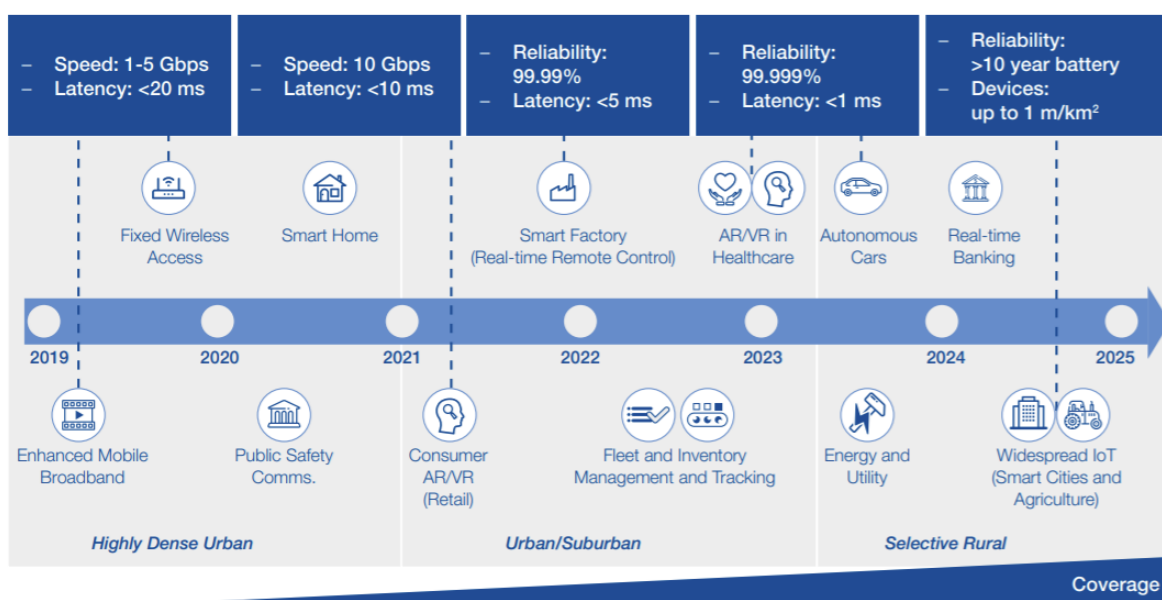 – Speed: 1-5 Gbps
– Latency: <20 ms
– Speed: 10 Gbps
– Latency: <10 ms
– Reliability:
99.99%
– Latency: <5 ms
– Reliability:
99.999%
– Latency: <1 ms
– Reliability:
>10 year battery
– Devices:
up to 1 m/km²
Fixed Wireless
Access
Smart Home
Smart Factory
(Real-time Remote Control)
AR/VR in
Healthcare
Autonomous
Cars
Real-time
Banking
2019
2020
2021
2022
2023
2024
2025
Enhanced Mobile
Broadband
Public Safety
Comms.
Consumer
AR/VR
(Retail)
Fleet and Inventory
Management and Tracking
Energy and
Utility
Widespread IoT
(Smart Cities and
Agriculture)
Highly Dense Urban
Urban/Suburban
Selective Rural
Coverage